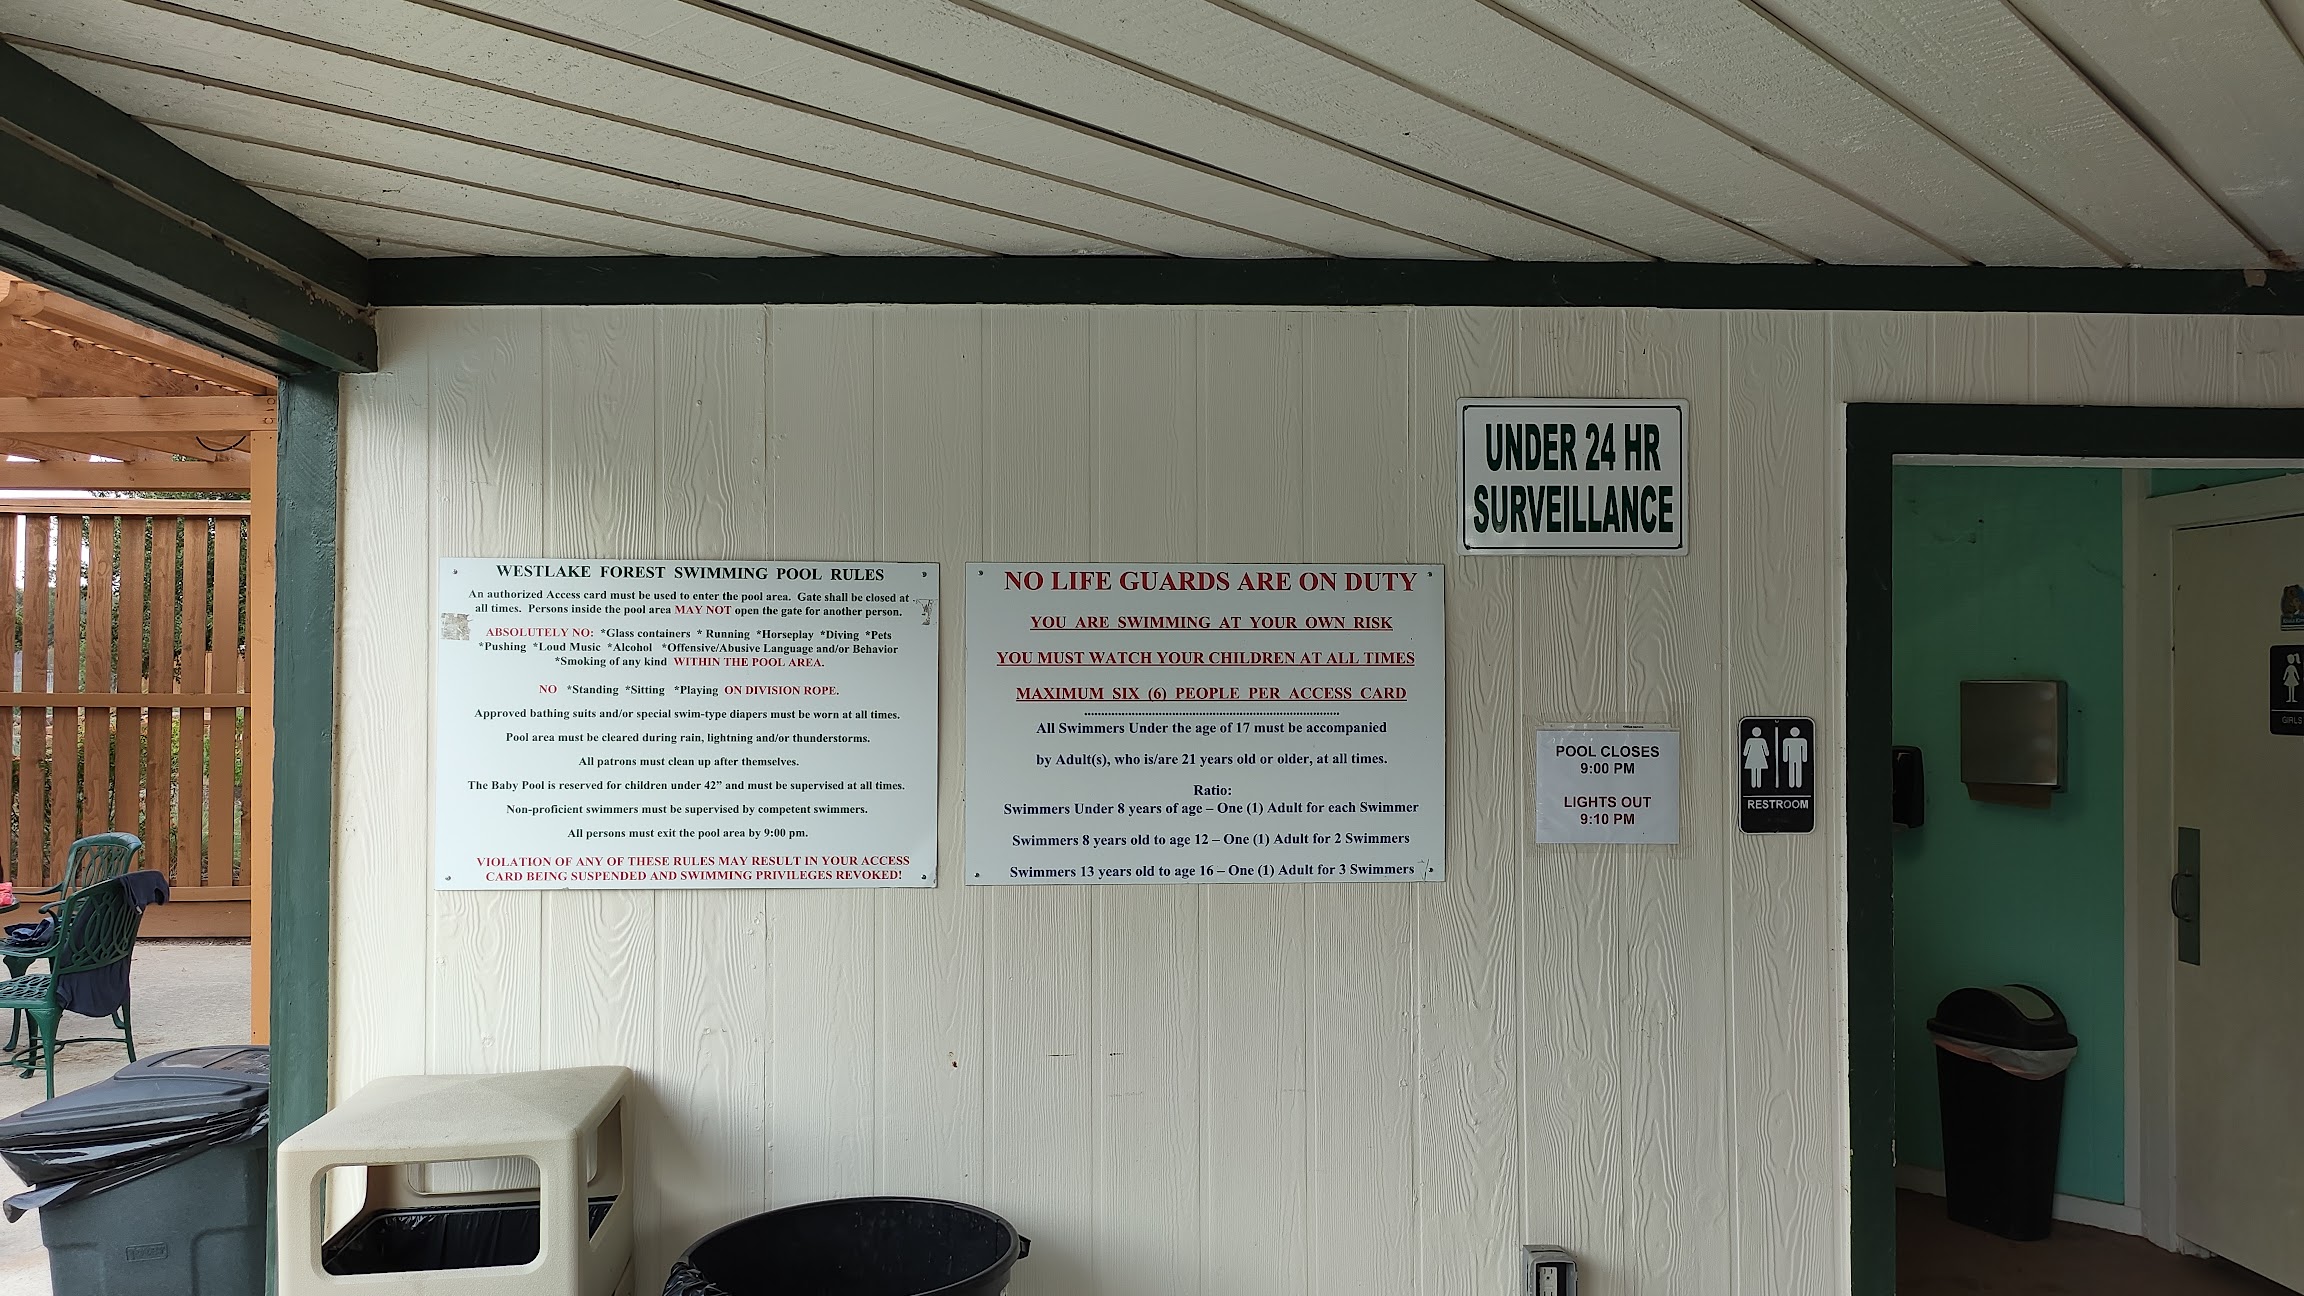 WESTLAKE FOREST SWIMMING POOL RULES
An authorized Access card must be used to enter the pool area. Gate shall be closed at
all times. Persons inside the pool area MAY NOT open the gate for another person.
ABSOLUTELY NO: *Glass containers * Running *Horseplay *Diving *Pets
*Pushing *Loud Music *Alcohol *Offensive/Abusive Language and/or Behavior
*Smoking of any kind WITHIN THE POOL AREA.
NO *Standing *Sitting *Playing ON DIVISION ROPE.
Approved bathing suits and/or special swim-type diapers must be worn at all times.
Pool area must be cleared during rain, lightning and/or thunderstorms.
All patrons must clean up after themselves.
The Baby Pool is reserved for children under 42” and must be supervised at all times.
Non-proficient swimmers must be supervised by competent swimmers.
All persons must exit the pool area by 9:00 pm.
VIOLATION OF ANY OF THESE RULES MAY RESULT IN YOUR ACCESS
CARD BEING SUSPENDED AND SWIMMING PRIVILEGES REVOKED!
NO LIFE GUARDS ARE ON DUTY
YOU ARE SWIMMING AT YOUR OWN RISK
YOU MUST WATCH YOUR CHILDREN AT ALL TIMES
MAXIMUM SIX (6) PEOPLE PER ACCESS CARD
All Swimmers Under the age of 17 must be accompanied
by Adult(s), who is/are 21 years old or older, at all times.
Ratio:
Swimmers Under 8 years of age – One (1) Adult for each Swimmer
Swimmers 8 years old to age 12 – One (1) Adult for 2 Swimmers
Swimmers 13 years old to age 16 – One (1) Adult for 3 Swimmers
UNDER 24 HR
SURVEILLANCE
POOL CLOSES
9:00 PM
LIGHTS OUT
9:10 PM
RESTROOM
GIRLS